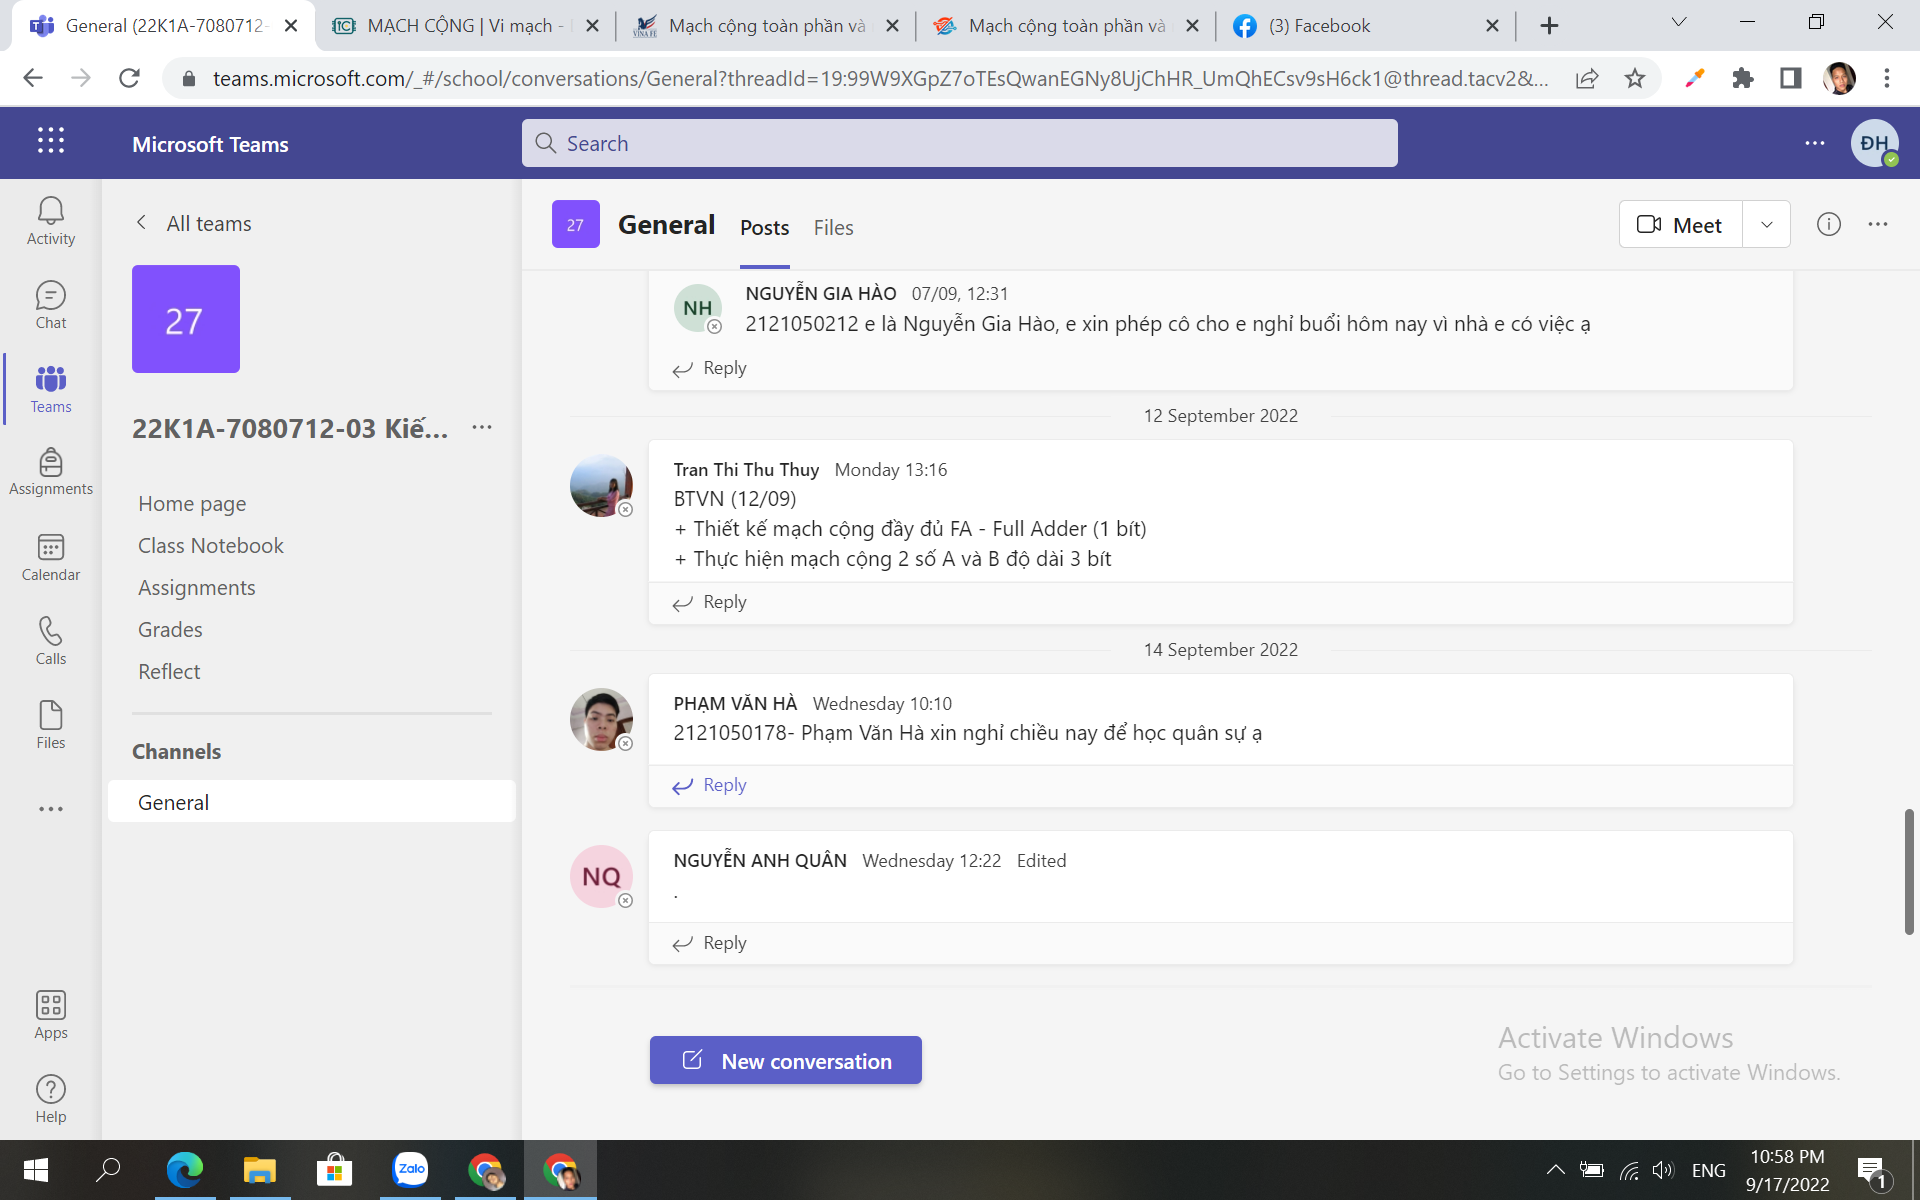 General (22K1A-7080712-
MẠCH CỘNG | Vi mạch -
Mạch cộng toàn phần và
Mạch cộng toàn phần và
(3) Facebook
teams.microsoft.com/_#/school/conversations/General?threadId=19:99W9XGpZ7oTEsQwanEGNy8UjChHR_UmQhECsv9sH6ck1@thread.tacv2&...
Microsoft Teams
Search
ĐH
Activity
Chat
Teams
Assignments
Calendar
Calls
Files
Apps
Help
All teams
27
22K1A-7080712-03 Kiế...
Home page
Class Notebook
Assignments
Grades
Reflect
Channels
General
27
General
Posts
Files
Meet
NH
NGUYỄN GIA HÀO 07/09, 12:31
2121050212 e là Nguyễn Gia Hào, e xin phép cô cho e nghỉ buổi hôm nay vì nhà e có việc ạ
Reply
12 September 2022
Tran Thi Thu Thuy Monday 13:16
BTVN (12/09)
+ Thiết kế mạch cộng đầy đủ FA - Full Adder (1 bít)
+ Thực hiện mạch cộng 2 số A và B độ dài 3 bít
Reply
14 September 2022
PHẠM VĂN HÀ Wednesday 10:10
2121050178- Phạm Văn Hà xin nghỉ chiều nay để học quân sự ạ
Reply
NQ
NGUYỄN ANH QUÂN Wednesday 12:22 Edited
.
Reply
New conversation
Activate Windows
Go to Settings to activate Windows.
Zalo
ENG
10:58 PM
9/17/2022
1